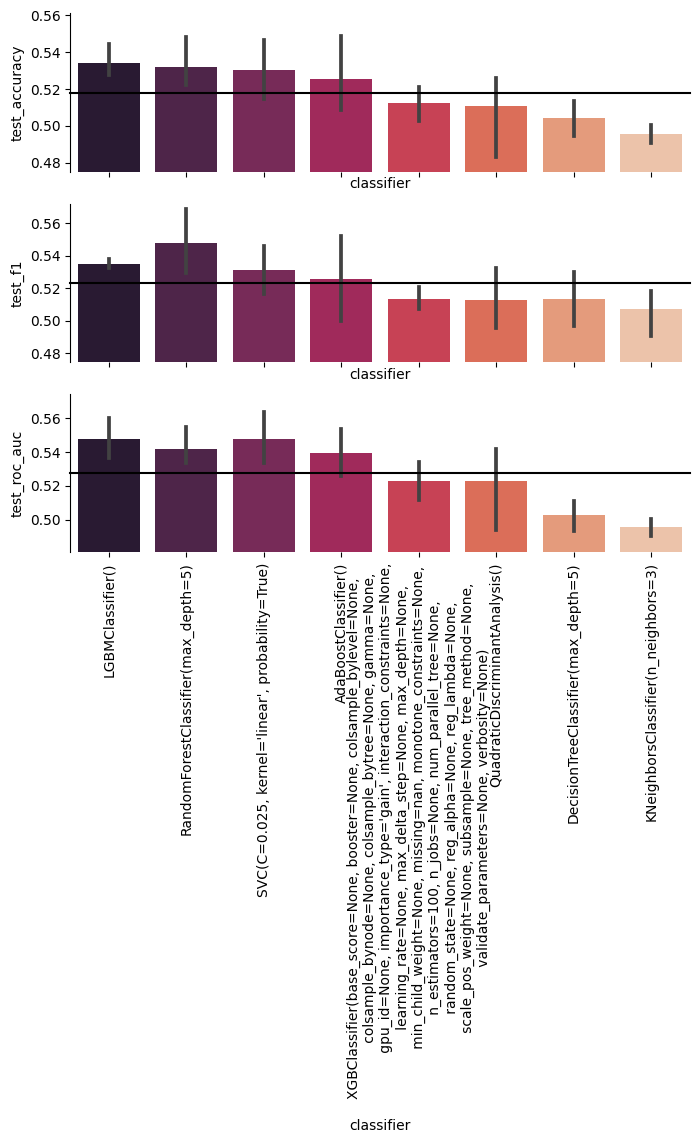 0.56
0.54
0.52
0.50
0.48
test_accuracy
classifier
0.56
0.54
0.52
0.50
0.48
test_f1
classifier
0.56
0.54
0.52
0.50
test_roc_auc
LGBMClassifier()
RandomForestClassifier(max_depth=5)
SVC(C=0.025, kernel='linear', probability=True)
AdaBoostClassifier()
XGBClassifier(base_score=None, booster=None, colsample_bylevel=None,
colsample_bynode=None, colsample_bytree=None, gamma=None,
gpu_id=None, importance_type='gain', interaction_constraints=None,
learning_rate=None, max_delta_step=None, max_depth=None,
min_child_weight=None, missing=nan, monotone_constraints=None,
n_estimators=100, n_jobs=None, num_parallel_tree=None,
random_state=None, reg_alpha=None, reg_lambda=None,
scale_pos_weight=None, subsample=None, tree_method=None,
validate_parameters=None, verbosity=None)
QuadraticDiscriminantAnalysis()
DecisionTreeClassifier(max_depth=5)
KNeighborsClassifier(n_neighbors=3)
classifier